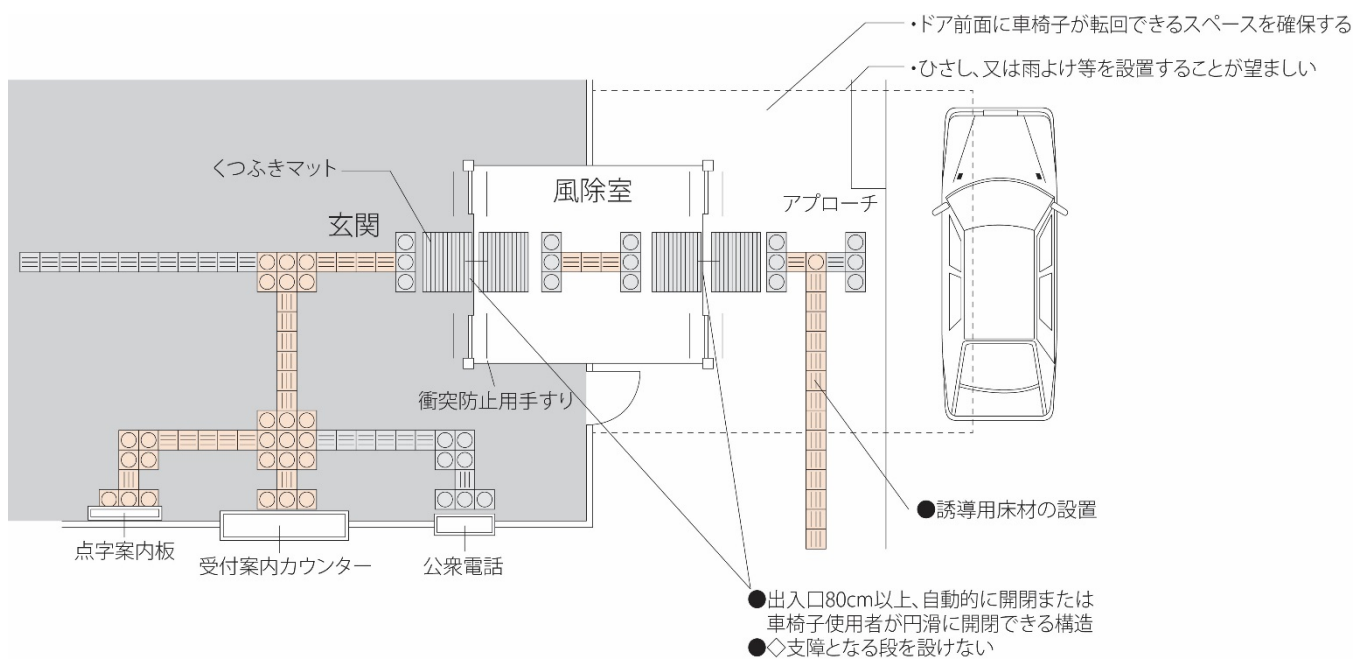 ・ドア前面に車椅子が転回できるスペースを確保する
・ひさし、又は雨よけ等を設置することが望ましい
くつふきマット
風除室
アプローチ
玄関
衝突防止用手すり
●誘導用床材の設置
点字案内板
受付案内カウンター
公衆電話
●出入口80cm以上、自動的に開閉または
車椅子使用者が円滑に開閉できる構造
●◇支障となる段を設けない